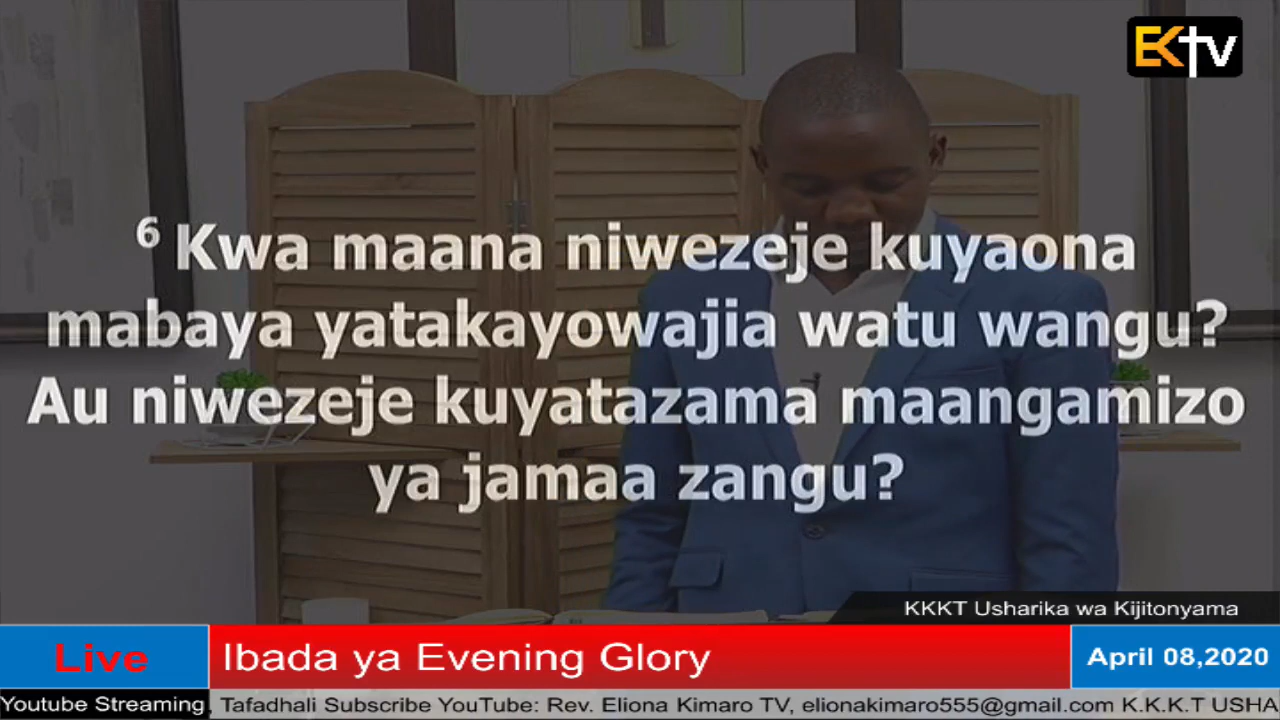 EKTV
6 Kwa maana niwezeje kuyaona
mabaya yatakayowajia watu wangu?
Au niwezeje kuyatazama maangamizo
ya jamaa zangu?
KKKT Usharika wa Kijitonyama
Live
Ibada ya Evening Glory
April 08,2020
Youtube Streaming
, Tafadhali Subscribe YouTube: Rev. Eliona Kimaro TV, elionakimaro555@gmail.com K.K.K.T USHA